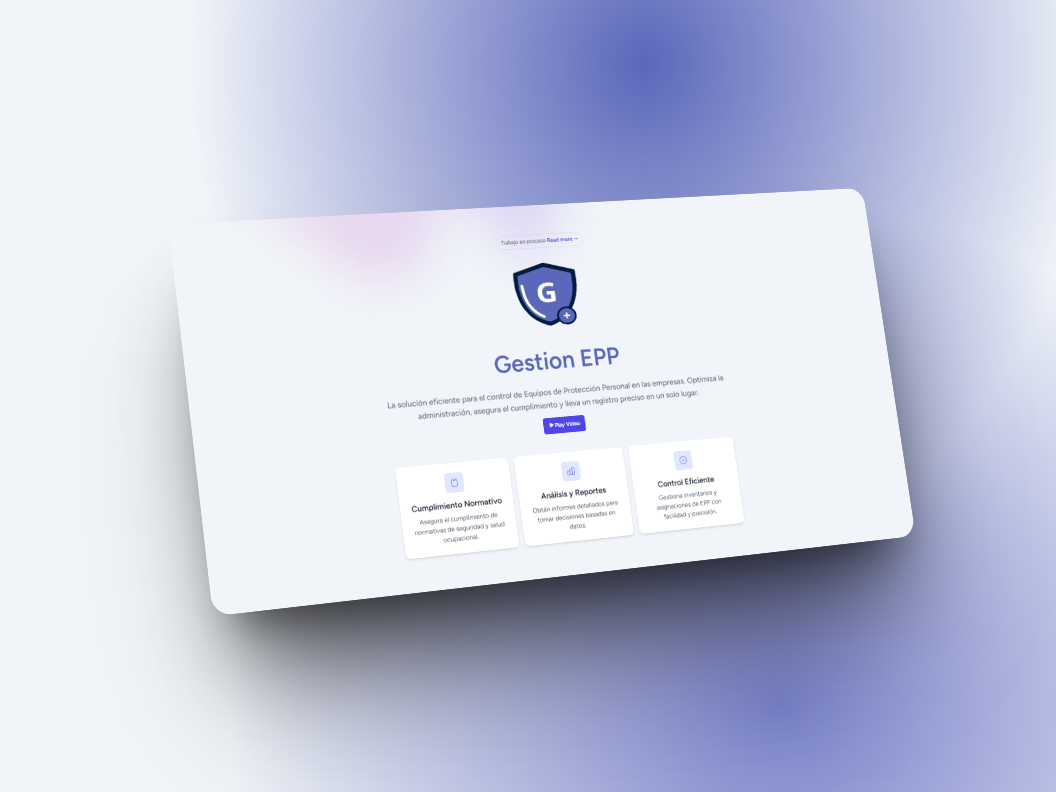 Trabajo en proceso Read more →
G
+
Gestion EPP
La solución eficiente para el control de Equipos de Protección Personal en las empresas. Optimiza la
administración, asegura el cumplimiento y lleva un registro preciso en un solo lugar.
Play Video
Cumplimiento Normativo
Asegura el cumplimiento de
normativas de seguridad y salud
ocupacional.
Análisis y Reportes
Obtén informes detallados para
tomar decisiones basadas en
datos.
Control Eficiente
Gestiona inventarios y
asignaciones de EPP con
facilidad y precisión.